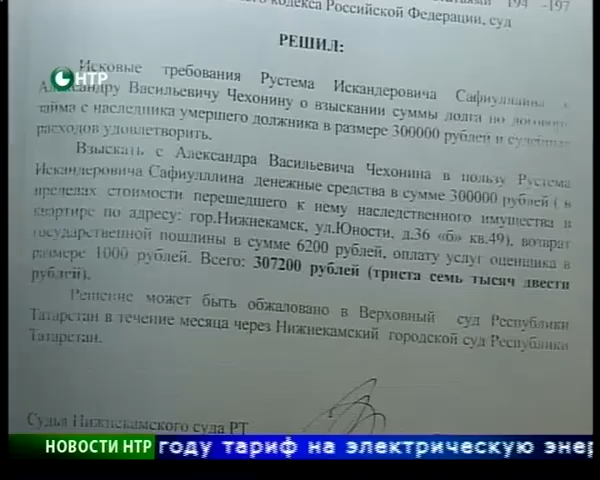 статьями 194 -197
кодекса Российской Федерации, суд
РЕШИЛ:
Исковые требования Рустема Искандеровича Сафиуллина к
Александру Васильевичу Чехонину о взыскании суммы долга по договору
займа с наследника умершего должника в размере 300000 рублей и судебных
расходов удовлетворить.
Взыскать с Александра Васильевича Чехонина в пользу Рустема
Искандеровича Сафиулллина денежные средства в сумме 300000 рублей ( в
пределах стоимости перешедшего к нему наследственного имущества в
квартире по адресу: гор.Нижнекамск, ул.Юности, д.36 «б» кв.49), возврат
государственной пошлины в сумме 6200 рублей, оплату услуг оценщика в
размере 1000 рублей. Всего: 307200 рублей (триста семь тысяч двести
рублей).
Решение может быть обжаловано в Верховный суд Республики
Татарстан в течение месяца через Нижнекамский городской суд Республики
Татарстан.
Судья Нижнекамского суда РТ
НТР
НОВОСТИ НТР году тариф на электрическую энер